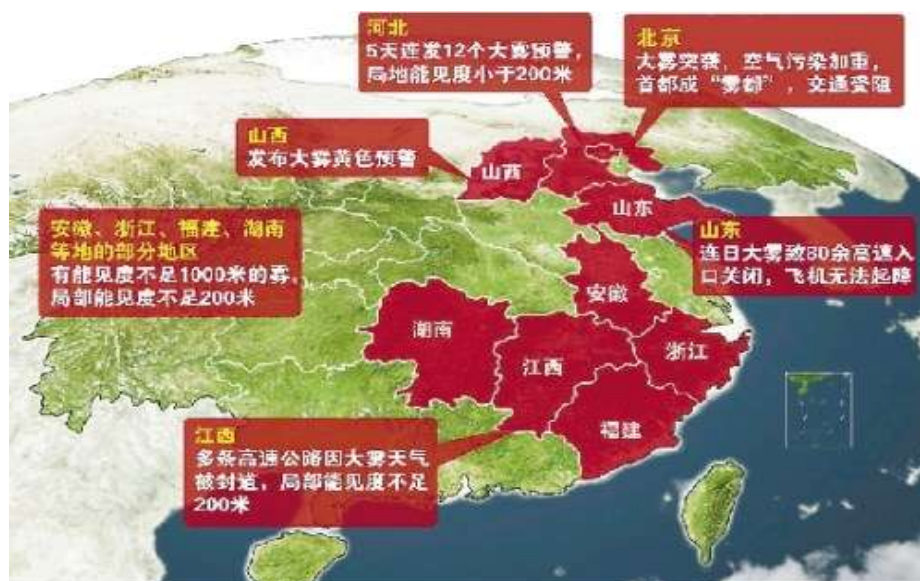 河北
5天连发12个大雾预警，
局地能见度小于200米
北京
大雾突袭，空气污染加重，
首都成“雾都”，交通受阻
山西
发布大雾黄色预警
山西
山东
安徽、浙江、福建、湖南
等地的部分地区
有能见度不足1000米的雾，
局部能见度不足200米
山东
连日大雾致80余高速入
口关闭，飞机无法起降
安徽
湖南
江西
浙江
福建
江西
多条高速公路因大雾天气
被封道，局部能见度不足
200米